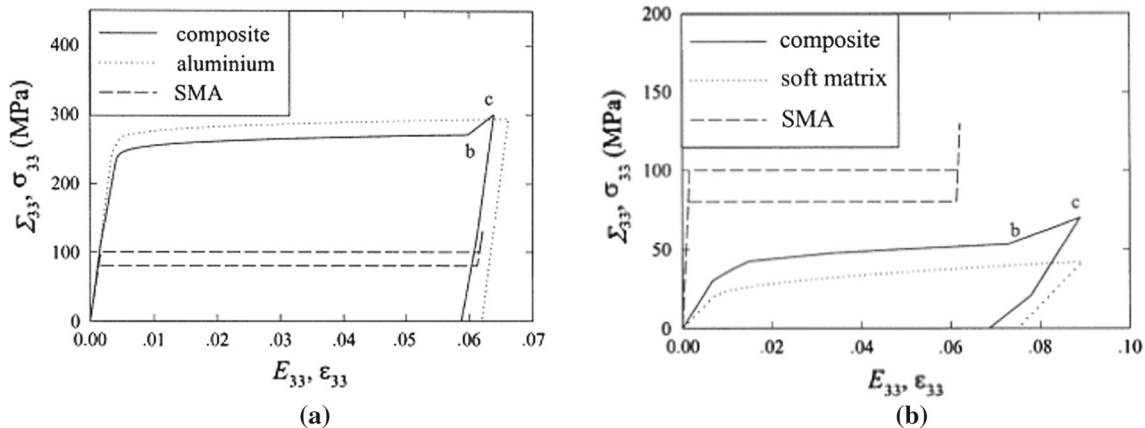 400
300
200
100
0
Σ33, σ33 (MPa)
composite
aluminium
SMA
c
b
0.00 .01 .02 .03 .04 .05 .06 0.07
E33, ε33
(a)
200
150
100
50
0
Σ33, σ33 (MPa)
composite
soft matrix
SMA
c
b
0.00 .02 .04 .06 .08 .10
E33, ε33
(b)